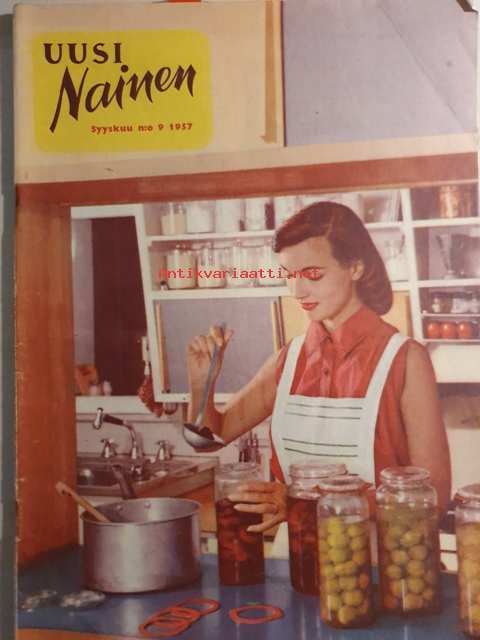 UUSI
Nainen
Syyskuu n:o 9 1957
Antikvariaatti.net